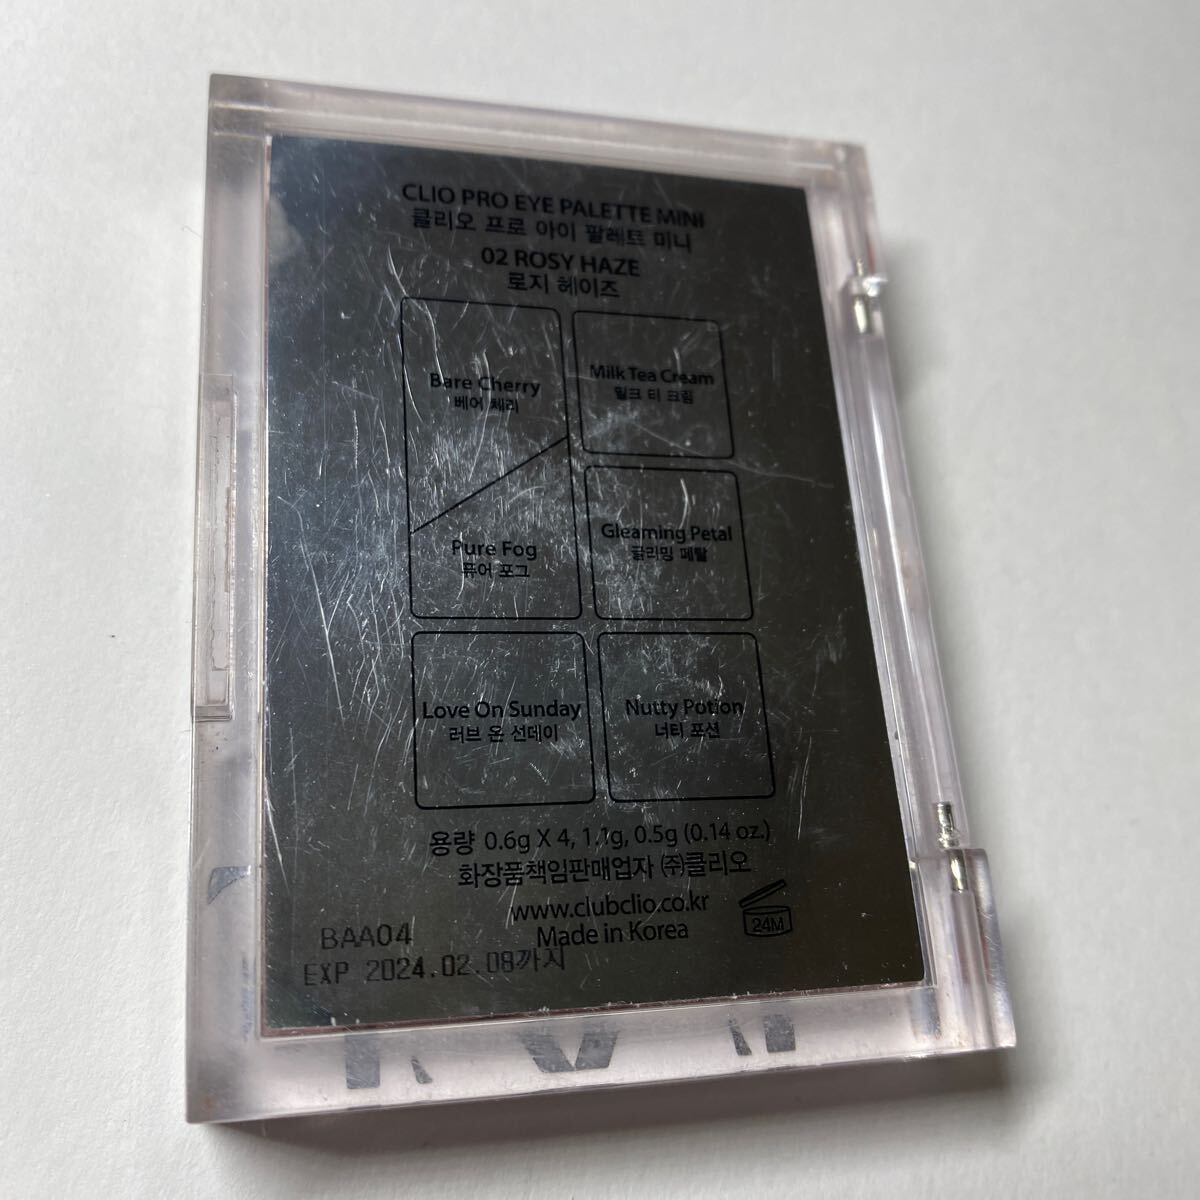 CLIO PRO EYE PALETTE MINI
클리오 프로 아이 팔레트 미니
02 ROSY HAZE
로지 헤이즈
Bare Cherry
베어 체리
Milk Tea Cream
밀크 티 크림
Pure Fog
퓨어 포그
Gleaming Petal
글리밍 페탈
Love On Sunday
러브 온 선데이
Nutty Potion
너티 포션
용량 0.6g X 4, 1.1g, 0.5g (0.14 oz.)
화장품책임판매업자 ㈜클리오
www.clubclio.co.kr
Made in Korea
24M
BAA04
EXP 2024.02.08까지